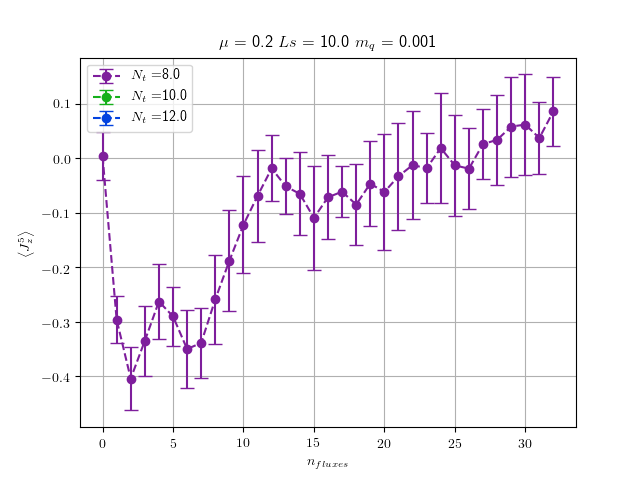 μ = 0.2 Ls = 10.0 m_q = 0.001
N_t =8.0
N_t =10.0
N_t =12.0
0.1
0.0
−0.1
−0.2
−0.3
−0.4
⟨J_z^5⟩
0 5 10 15 20 25 30
n_{fluxes}